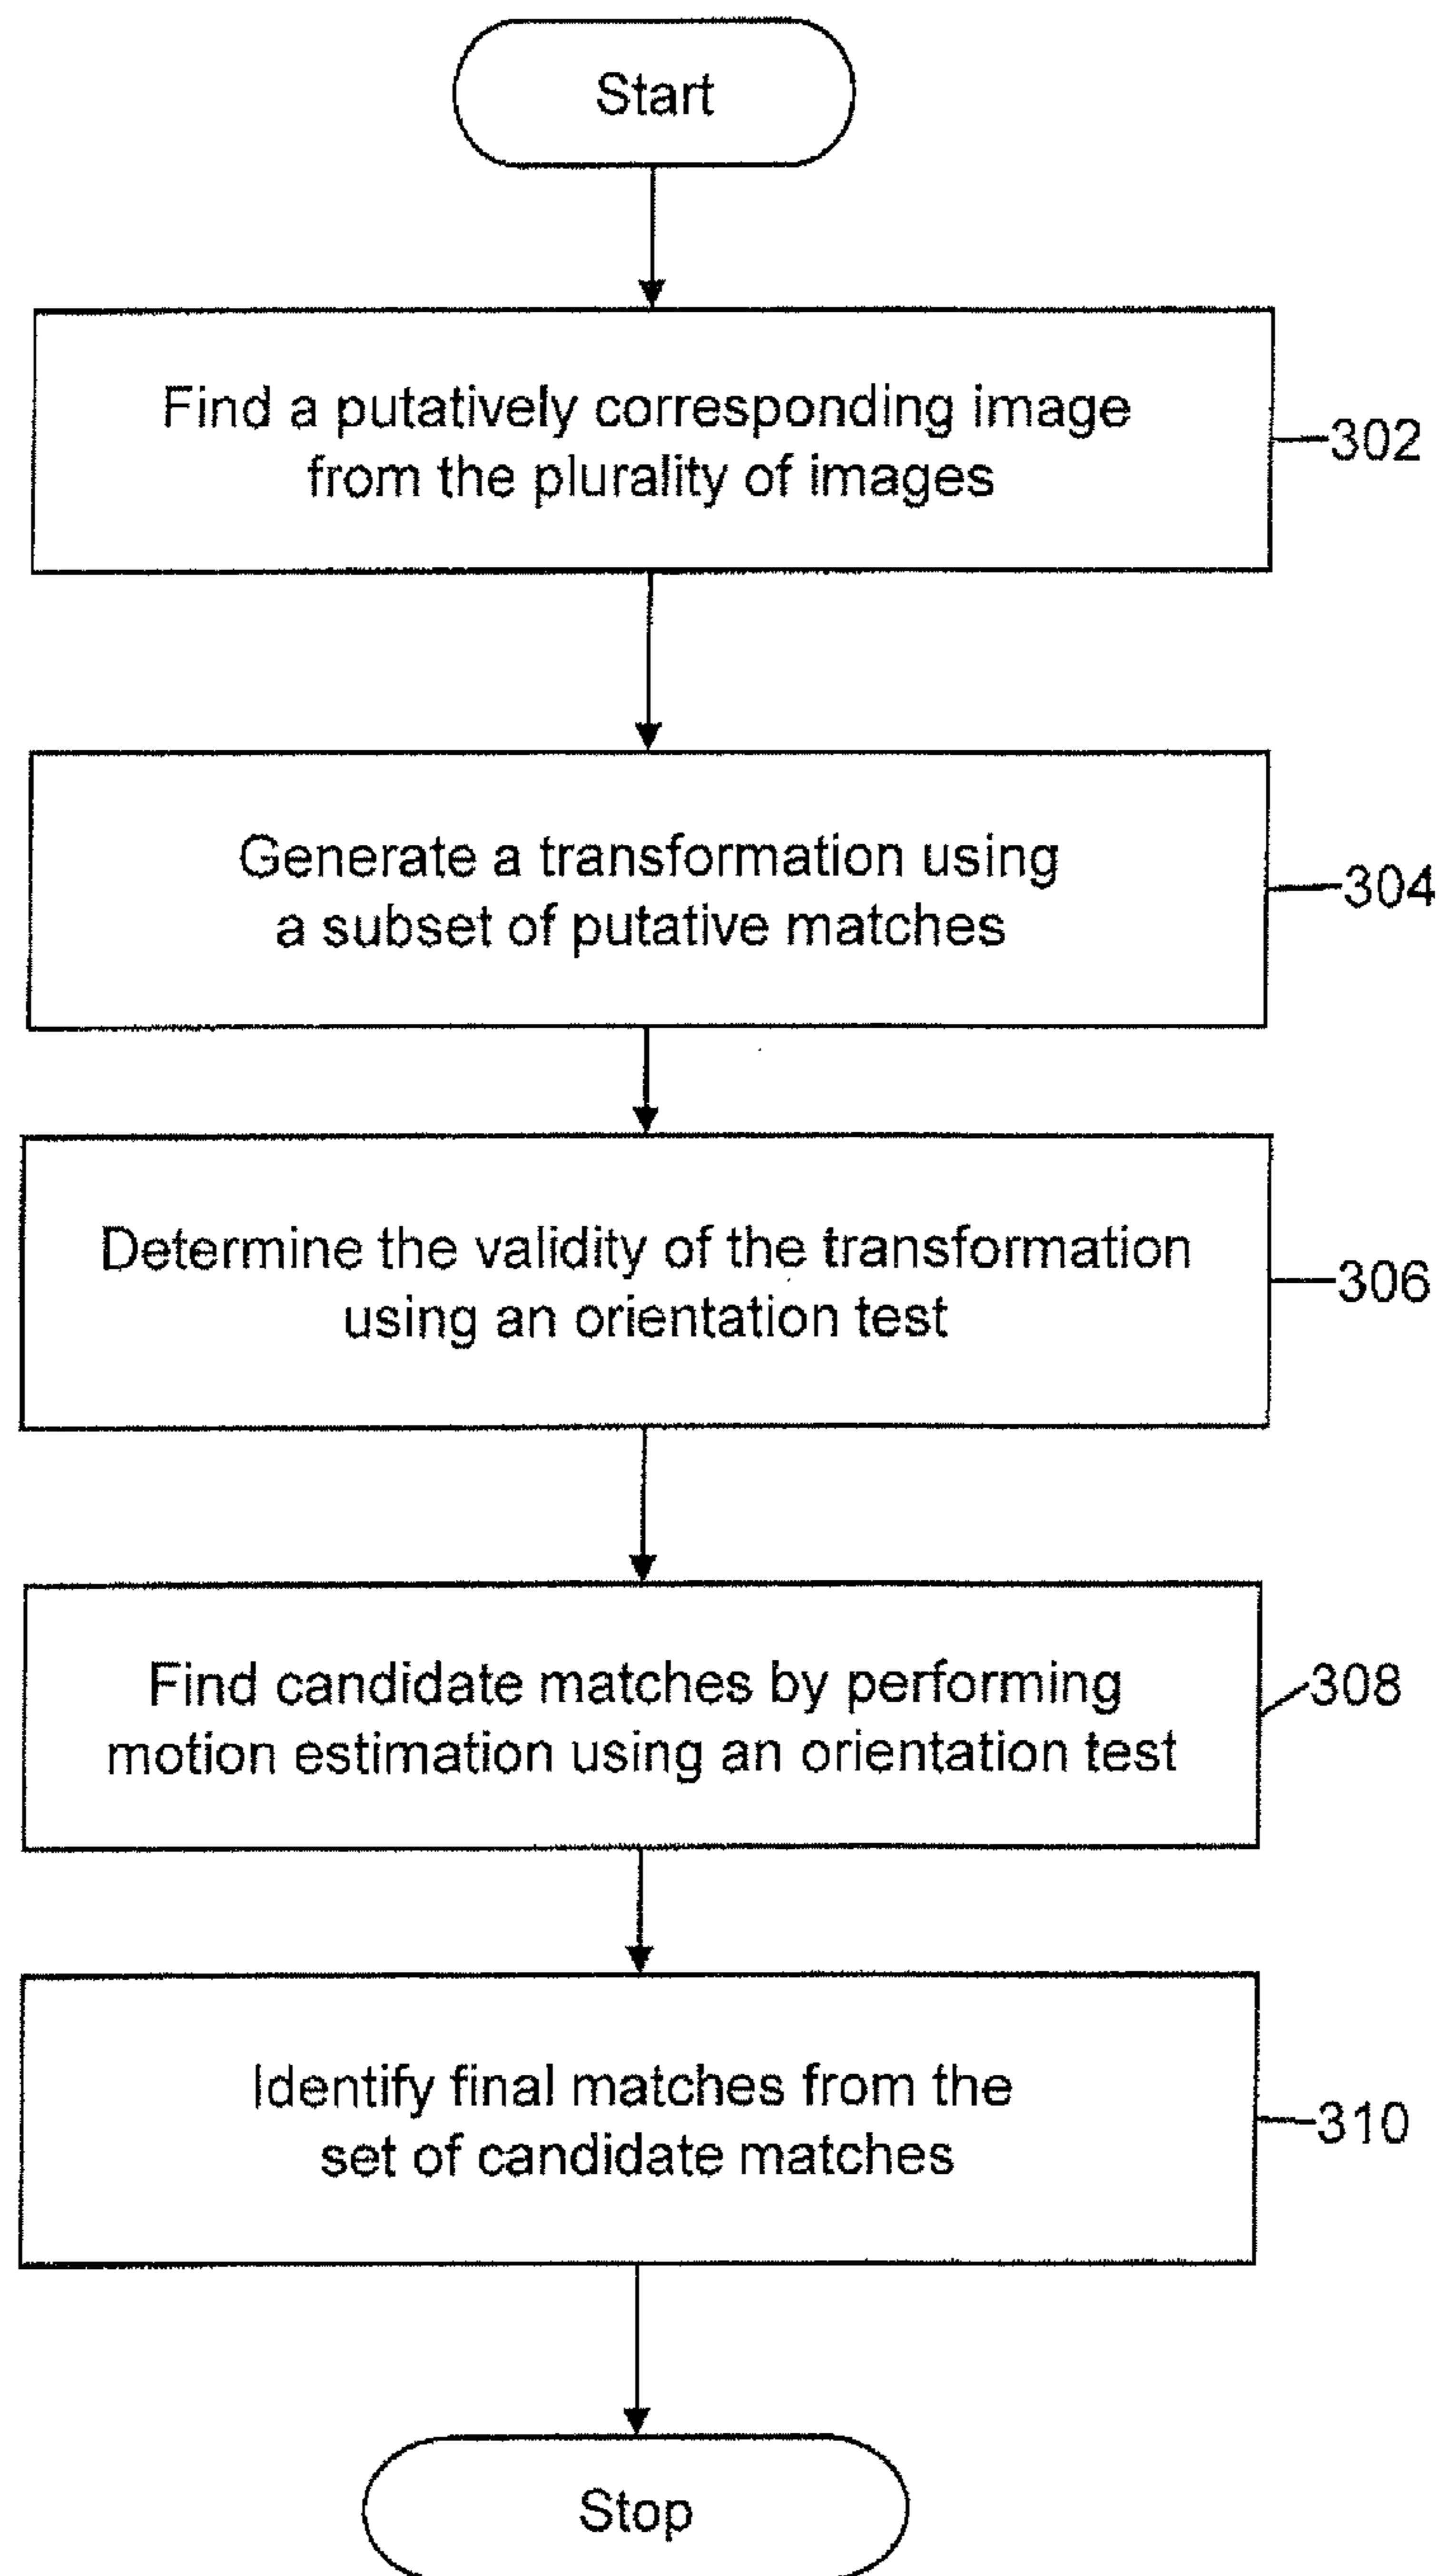 Start
Find a putatively corresponding image
from the plurality of images
302
Generate a transformation using
a subset of putative matches
304
Determine the validity of the transformation
using an orientation test
306
Find candidate matches by performing
motion estimation using an orientation test
308
Identify final matches from the
set of candidate matches
310
Stop